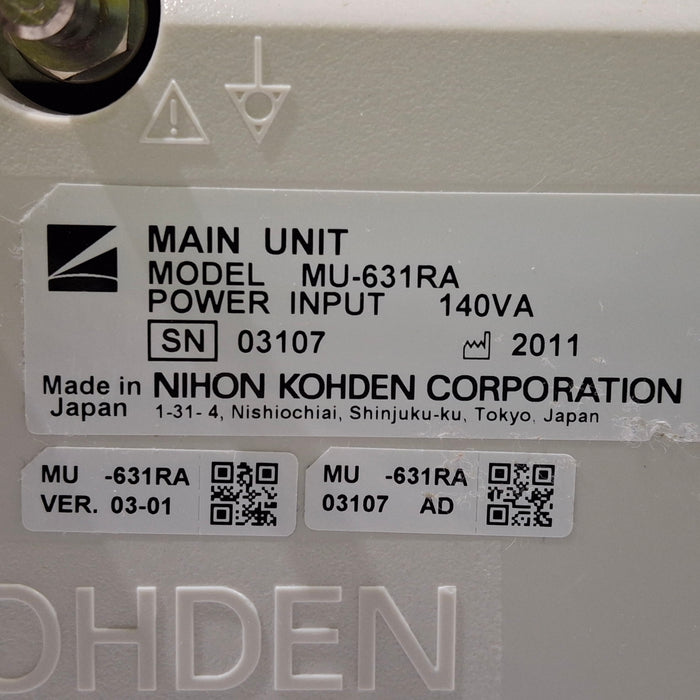 MAIN UNIT
MODEL MU-631RA
POWER INPUT 140VA
SN 03107 2011
Made in Japan
NIHON KOHDEN CORPORATION
1-31-4, Nishiochiai, Shinjuku-ku, Tokyo, Japan
MU -631RA
VER. 03-01
MU -631RA
03107 AD
OHDEN